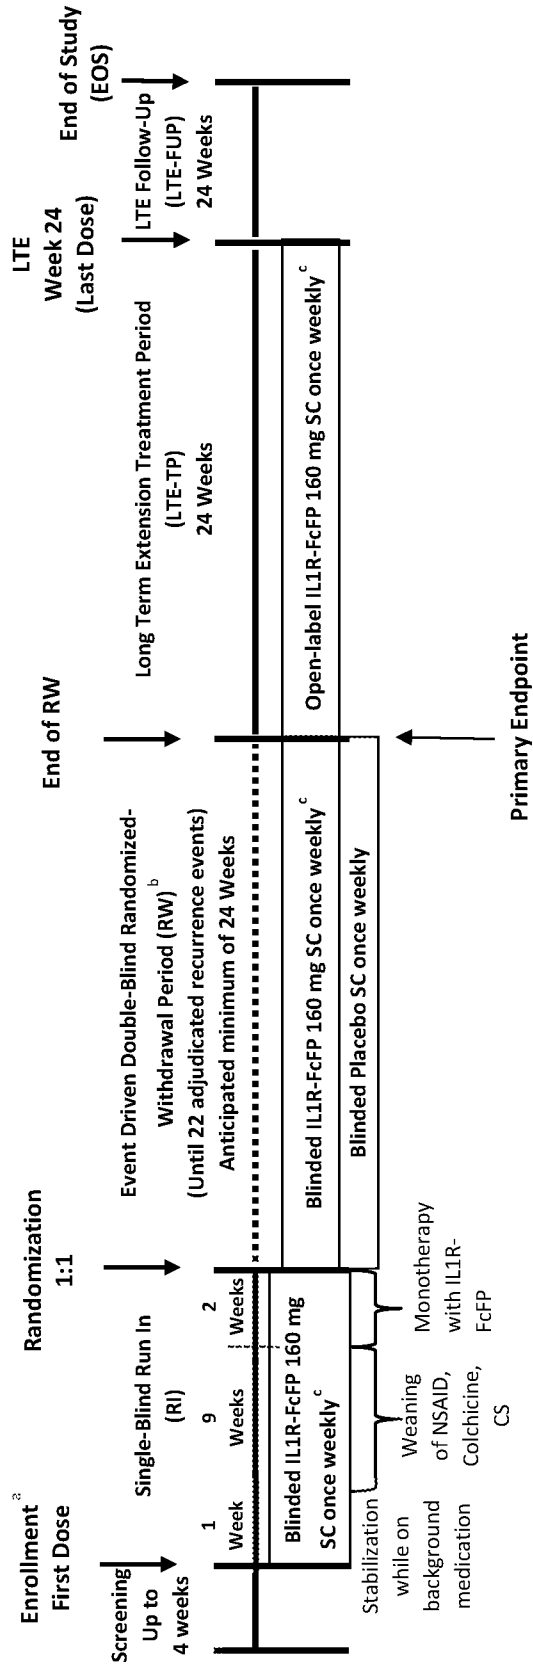 Enrollment a
First Dose
Randomization
1:1
End of RW
LTE
Week 24
(Last Dose)
End of Study
(EOS)
Screening
Up to
4 weeks
Single-Blind Run In
(RI)
1
Week
9
Weeks
2
Weeks
Event Driven Double-Blind Randomized-
Withdrawal Period (RW) b
(Until 22 adjudicated recurrence events)
Anticipated minimum of 24 Weeks
Long Term Extension Treatment Period
(LTE-TP)
24 Weeks
LTE Follow-Up
(LTE-FUP)
24 Weeks
Blinded IL1R-FcFP 160 mg
SC once weekly c
Blinded IL1R-FcFP 160 mg SC once weekly c
Blinded Placebo SC once weekly
Open-label IL1R-FcFP 160 mg SC once weekly c
Stabilization
while on
background
medication
Weaning
of NSAID,
Colchicine,
CS
Monotherapy
with IL1R-
FcFP
Primary Endpoint